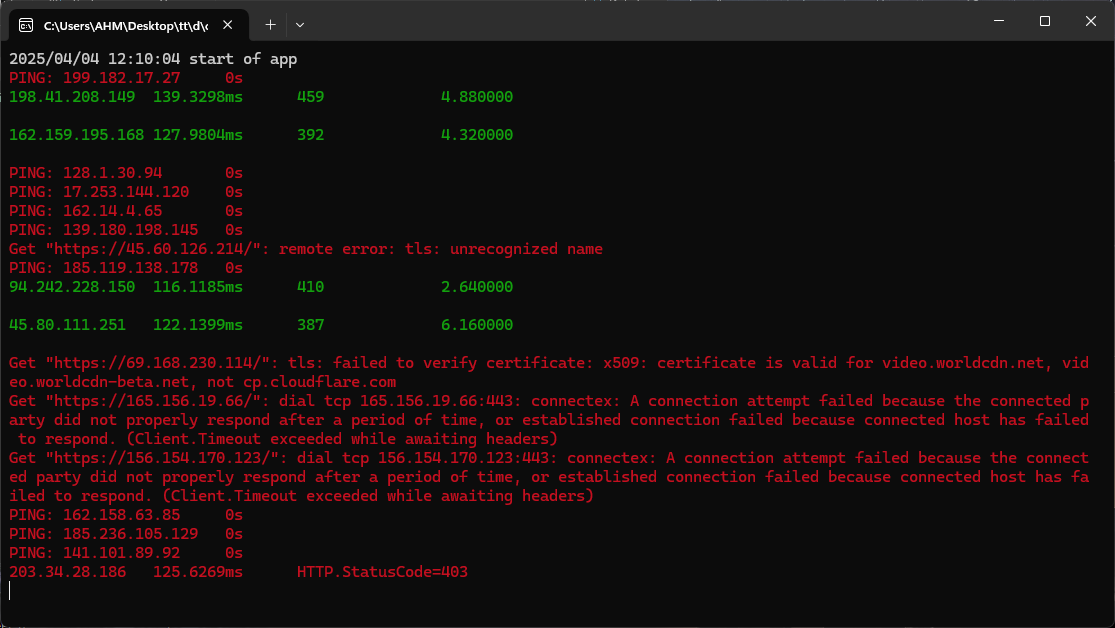 C:\Users\AHM\Desktop\tt\d\c
2025/04/04 12:10:04 start of app
PING: 199.182.17.27     0s
198.41.208.149  139.3298ms      459             4.880000
162.159.195.168 127.9804ms      392             4.320000
PING: 128.1.30.94       0s
PING: 17.253.144.120    0s
PING: 162.14.4.65       0s
PING: 139.180.198.145   0s
Get "https://45.60.126.214/": remote error: tls: unrecognized name
PING: 185.119.138.178   0s
94.242.228.150  116.1185ms      410             2.640000
45.80.111.251   122.1399ms      387             6.160000
Get "https://69.168.230.114/": tls: failed to verify certificate: x509: certificate is valid for video.worldcdn.net, vid
eo.worldcdn-beta.net, not cp.cloudflare.com
Get "https://165.156.19.66/": dial tcp 165.156.19.66:443: connectex: A connection attempt failed because the connected p
arty did not properly respond after a period of time, or established connection failed because connected host has failed
 to respond. (Client.Timeout exceeded while awaiting headers)
Get "https://156.154.170.123/": dial tcp 156.154.170.123:443: connectex: A connection attempt failed because the connect
ed party did not properly respond after a period of time, or established connection failed because connected host has fa
iled to respond. (Client.Timeout exceeded while awaiting headers)
PING: 162.158.63.85     0s
PING: 185.236.105.129   0s
PING: 141.101.89.92     0s
203.34.28.186   125.6269ms      HTTP.StatusCode=403